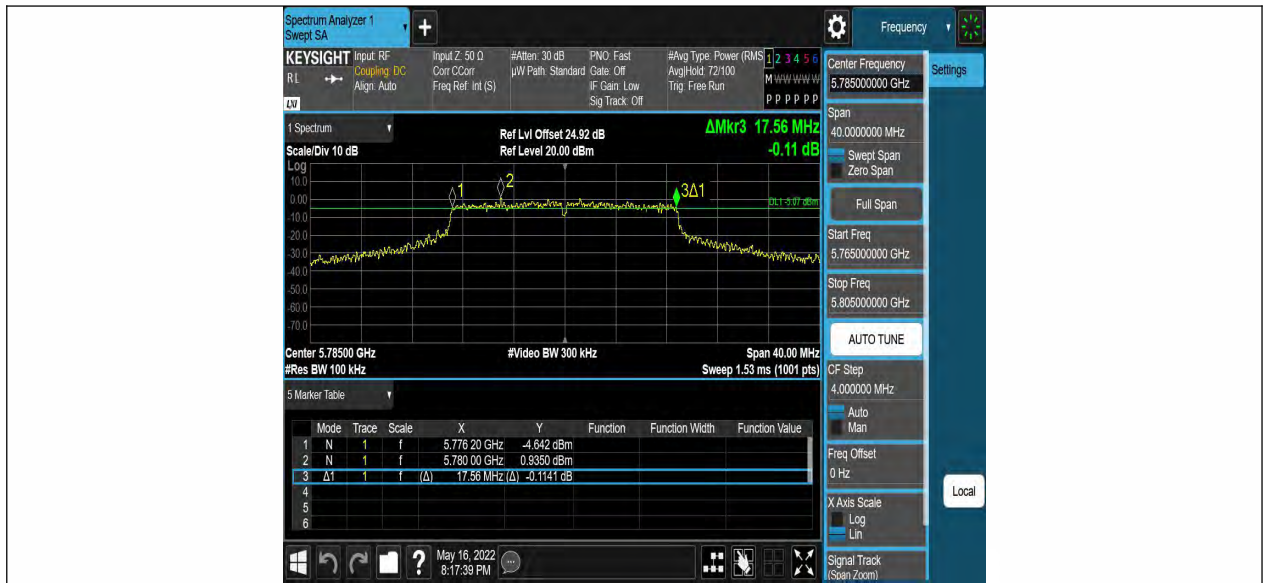 Spectrum Analyzer 1
Swept SA
+
Frequency
KEYSIGHT
RL
LXI
Input: RF
Coupling: DC
Align: Auto
Input Z: 50 Ω
Corr CCorr
Freq Ref: Int (S)
#Atten: 30 dB
µW Path: Standard
PNO: Fast
Gate: Off
IF Gain: Low
Sig Track: Off
#Avg Type: Power (RMS
Avg|Hold: 72/100
Trig: Free Run
1 2 3 4 5 6
M W W W W W
P P P P P P
1 Spectrum
Scale/Div 10 dB
Ref Lvl Offset 24.92 dB
Ref Level 20.00 dBm
ΔMkr3 17.56 MHz
-0.11 dB
Log
10.0
0.00
-10.0
-20.0
-30.0
-40.0
-50.0
-60.0
-70.0
1
2
3Δ1
DL1 -5.07 dBm
Center 5.78500 GHz
#Video BW 300 kHz
Span 40.00 MHz
#Res BW 100 kHz
Sweep 1.53 ms (1001 pts)
5 Marker Table
Mode Trace Scale X Y Function Function Width Function Value
1 N 1 f 5.776 20 GHz -4.642 dBm
2 N 1 f 5.780 00 GHz 0.9350 dBm
3 Δ1 1 f (Δ) 17.56 MHz (Δ) -0.1141 dB
4
5
6
?
May 16, 2022
8:17:39 PM
Center Frequency
5.785000000 GHz
Settings
Span
40.0000000 MHz
Swept Span
Zero Span
Full Span
Start Freq
5.765000000 GHz
Stop Freq
5.805000000 GHz
AUTO TUNE
CF Step
4.000000 MHz
Auto
Man
Freq Offset
0 Hz
X Axis Scale
Log
Lin
Local
Signal Track
(Span Zoom)